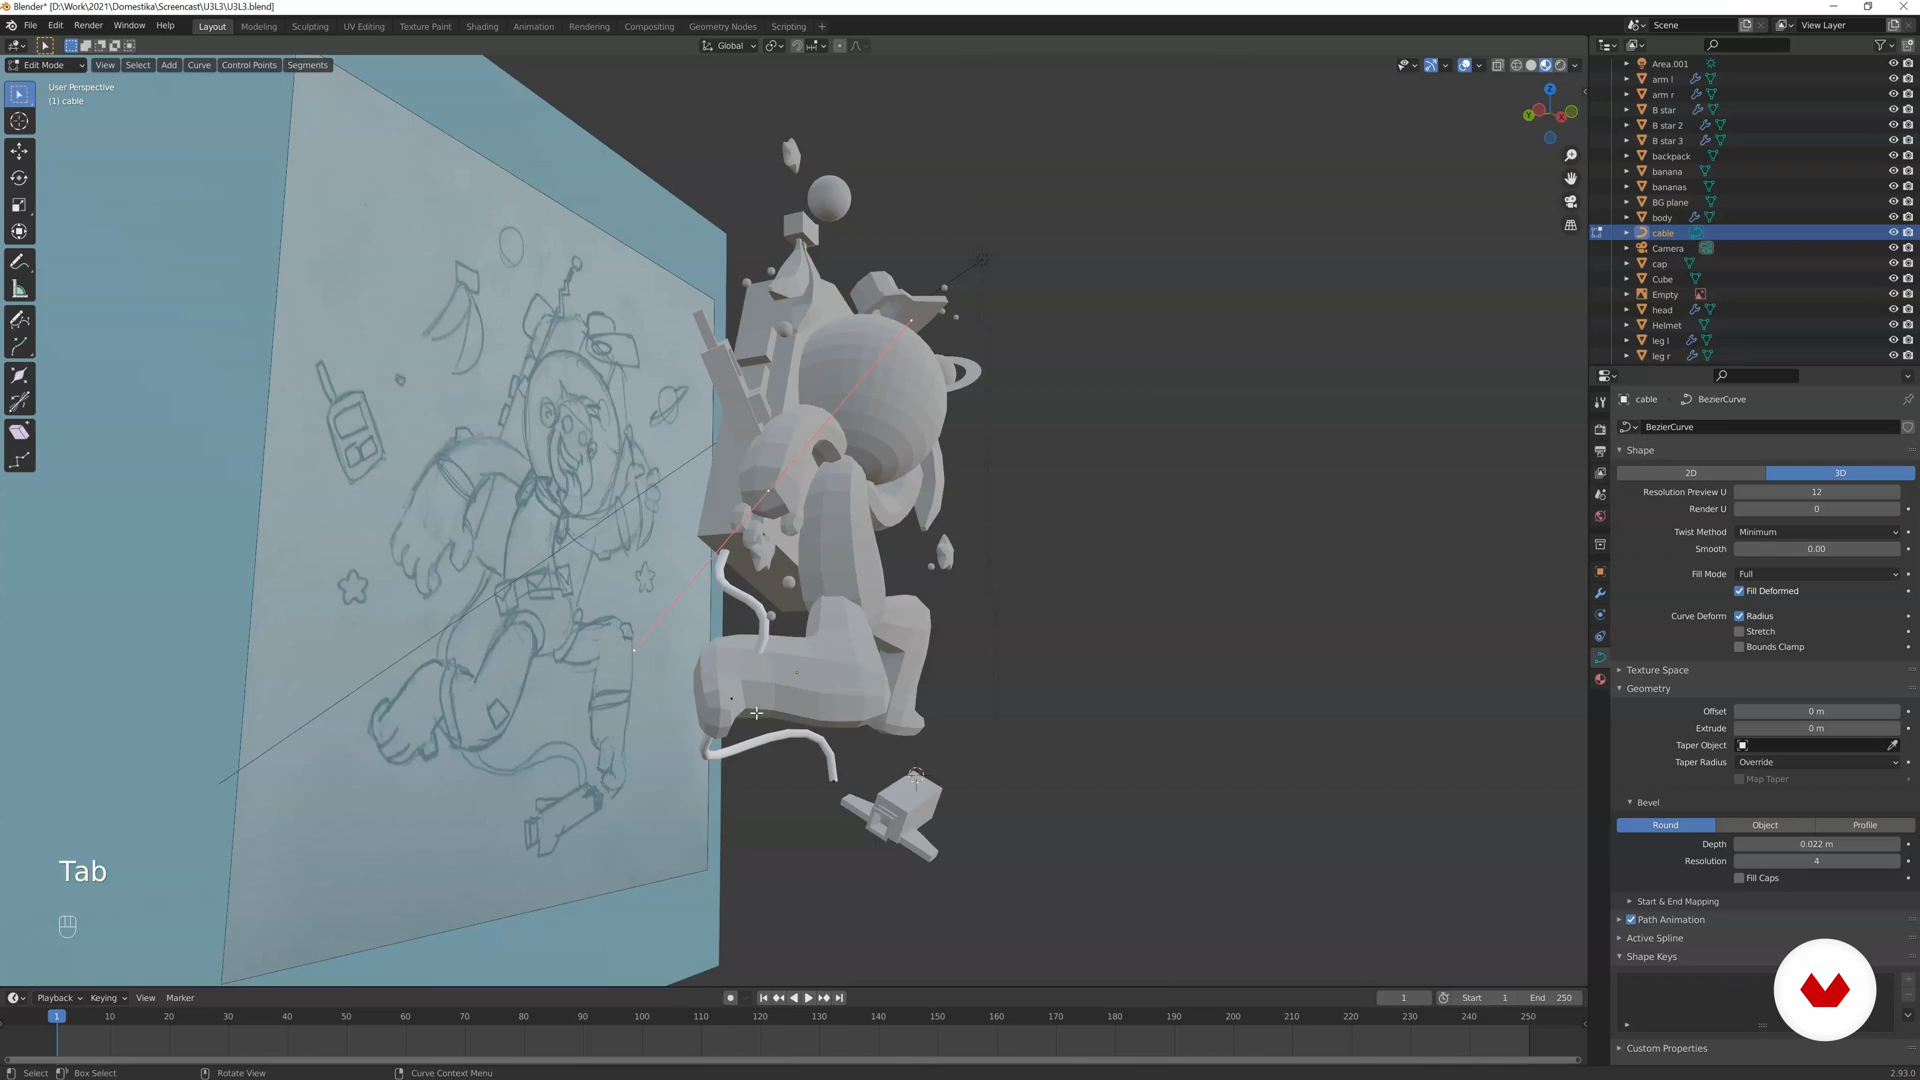 Blender* [D:\Work\2021\Domestika\Screencast\U3L3\U3L3.blend]
File Edit Render Window Help Layout Modeling Sculpting UV Editing Texture Paint Shading Animation Rendering Compositing Geometry Nodes Scripting + Scene View Layer
Global
Edit Mode View Select Add Curve Control Points Segments
User Perspective
(1) cable
Z
Y
X
Area.001
arm l
arm r
B star
B star 2
B star 3
backpack
banana
bananas
BG plane
body
cable
Camera
cap
Cube
Empty
head
Helmet
leg l
leg r
cable BezierCurve
BezierCurve
Shape
2D 3D
Resolution Preview U 12
Render U 0
Twist Method Minimum
Smooth 0.00
Fill Mode Full
Fill Deformed
Curve Deform Radius
Stretch
Bounds Clamp
Texture Space
Geometry
Offset 0 m
Extrude 0 m
Taper Object
Taper Radius Override
Map Taper
Bevel
Round Object Profile
Depth 0.022 m
Resolution 4
Fill Caps
Start & End Mapping
Path Animation
Active Spline
Shape Keys
Custom Properties
Tab
Playback Keying View Marker 1 Start 1 End 250
1 10 20 30 40 50 60 70 80 90 100 110 120 130 140 150 160 170 180 190 200 210 220 230 240 250
Select Box Select Rotate View Curve Context Menu 2.93.0